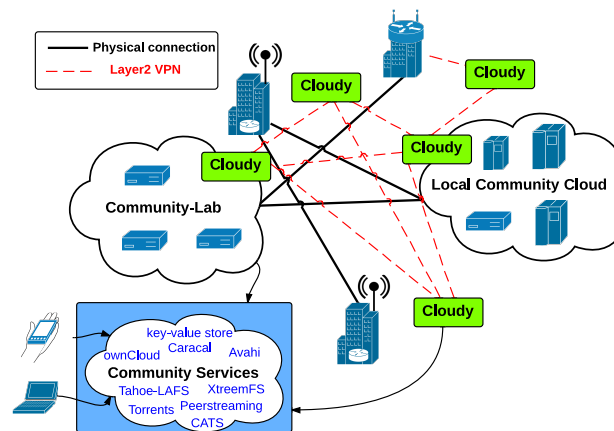 Physical connection
Layer2 VPN
Cloudy
Cloudy
Cloudy
Cloudy
Community-Lab
Local Community Cloud
Cloudy
key-value store
ownCloud
Caracal
Avahi
Community Services
Tahoe-LAFS
XtreemFS
Torrents
Peerstreaming
CATS